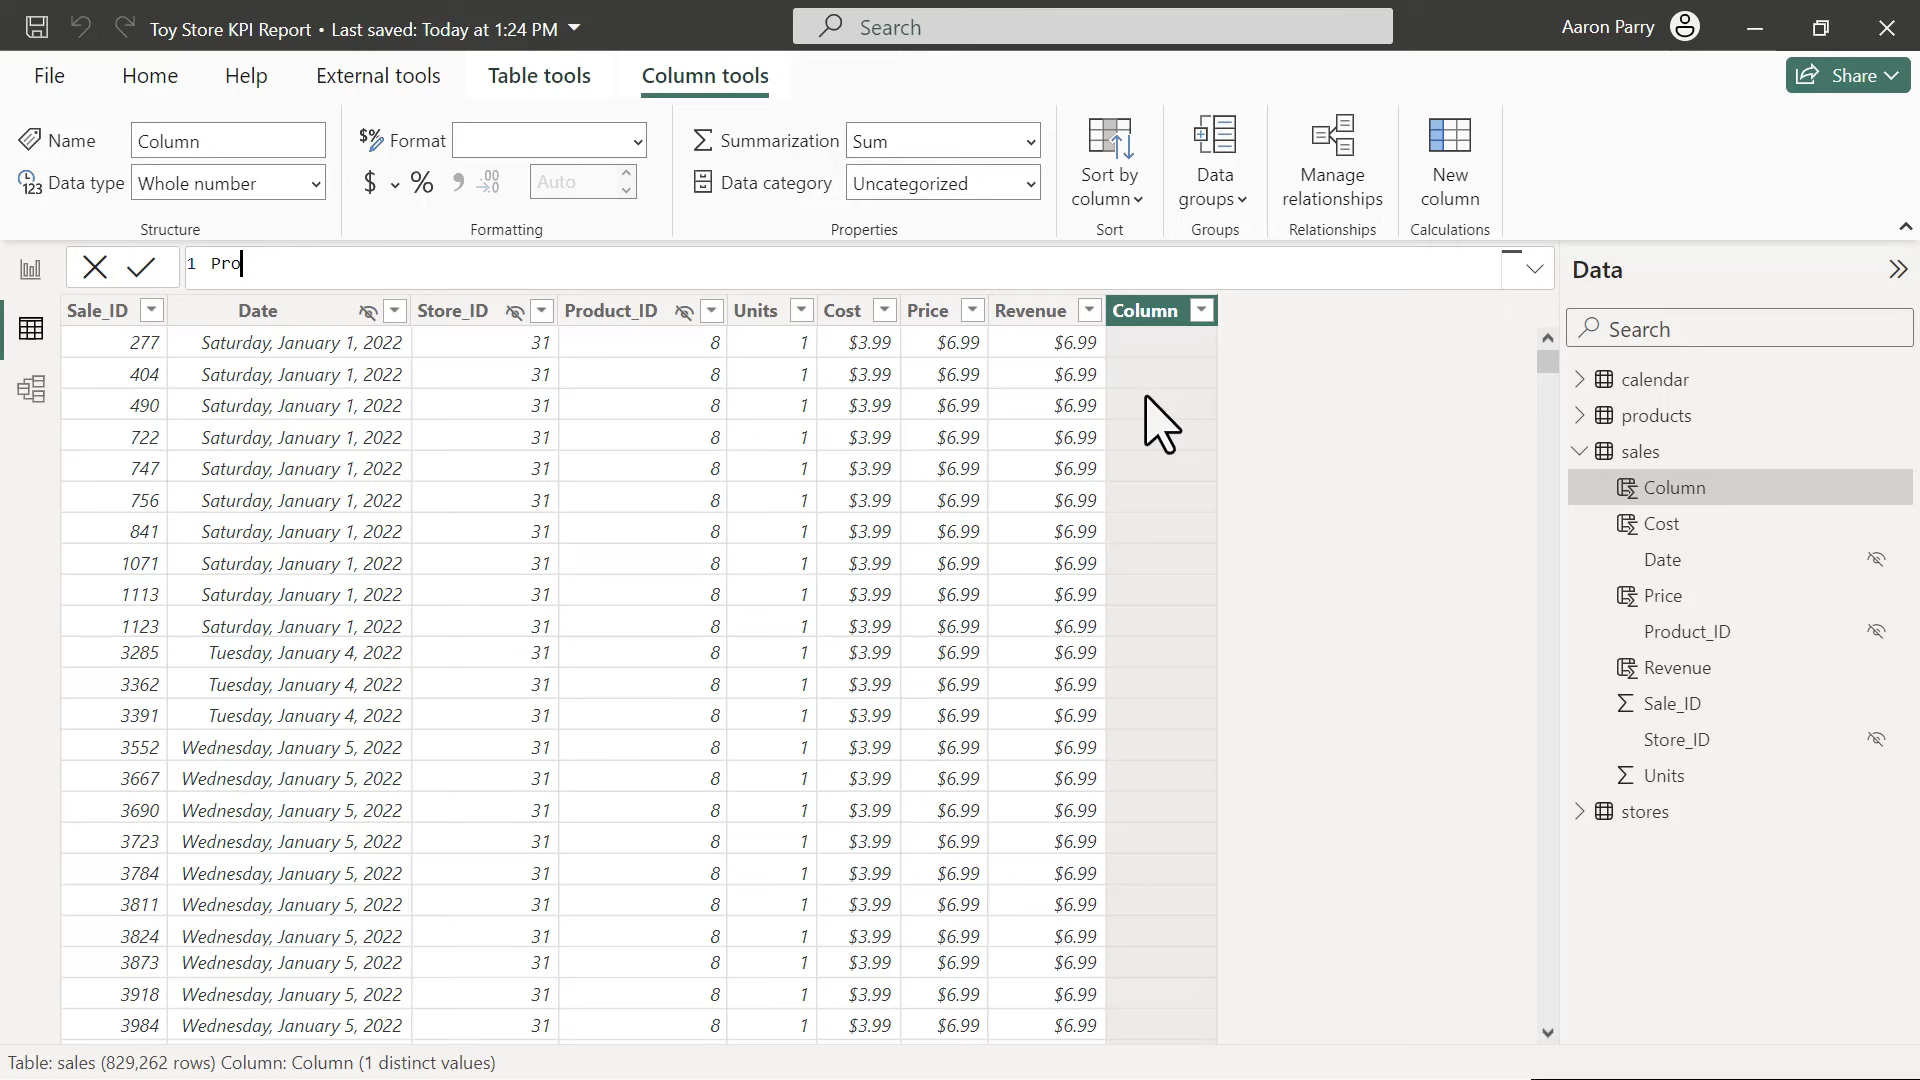 Toy Store KPI Report • Last saved: Today at 1:24 PM
Search
Aaron Parry
File Home Help External tools Table tools Column tools
Share
Name Column
Data type Whole number
Structure
Format
$ % Auto
Formatting
Summarization Sum
Data category Uncategorized
Properties
Sort by
column
Sort
Data
groups
Groups
Manage
relationships
Relationships
New
column
Calculations
1 Pro
Sale_ID Date Store_ID Product_ID Units Cost Price Revenue Column
277 Saturday, January 1, 2022 31 8 1 $3.99 $6.99 $6.99
404 Saturday, January 1, 2022 31 8 1 $3.99 $6.99 $6.99
490 Saturday, January 1, 2022 31 8 1 $3.99 $6.99 $6.99
722 Saturday, January 1, 2022 31 8 1 $3.99 $6.99 $6.99
747 Saturday, January 1, 2022 31 8 1 $3.99 $6.99 $6.99
756 Saturday, January 1, 2022 31 8 1 $3.99 $6.99 $6.99
841 Saturday, January 1, 2022 31 8 1 $3.99 $6.99 $6.99
1071 Saturday, January 1, 2022 31 8 1 $3.99 $6.99 $6.99
1113 Saturday, January 1, 2022 31 8 1 $3.99 $6.99 $6.99
1123 Saturday, January 1, 2022 31 8 1 $3.99 $6.99 $6.99
3285 Tuesday, January 4, 2022 31 8 1 $3.99 $6.99 $6.99
3362 Tuesday, January 4, 2022 31 8 1 $3.99 $6.99 $6.99
3391 Tuesday, January 4, 2022 31 8 1 $3.99 $6.99 $6.99
3552 Wednesday, January 5, 2022 31 8 1 $3.99 $6.99 $6.99
3667 Wednesday, January 5, 2022 31 8 1 $3.99 $6.99 $6.99
3690 Wednesday, January 5, 2022 31 8 1 $3.99 $6.99 $6.99
3723 Wednesday, January 5, 2022 31 8 1 $3.99 $6.99 $6.99
3784 Wednesday, January 5, 2022 31 8 1 $3.99 $6.99 $6.99
3811 Wednesday, January 5, 2022 31 8 1 $3.99 $6.99 $6.99
3824 Wednesday, January 5, 2022 31 8 1 $3.99 $6.99 $6.99
3873 Wednesday, January 5, 2022 31 8 1 $3.99 $6.99 $6.99
3918 Wednesday, January 5, 2022 31 8 1 $3.99 $6.99 $6.99
3984 Wednesday, January 5, 2022 31 8 1 $3.99 $6.99 $6.99
Data
Search
calendar
products
sales
Column
Cost
Date
Price
Product_ID
Revenue
Sale_ID
Store_ID
Units
stores
Table: sales (829,262 rows) Column: Column (1 distinct values)